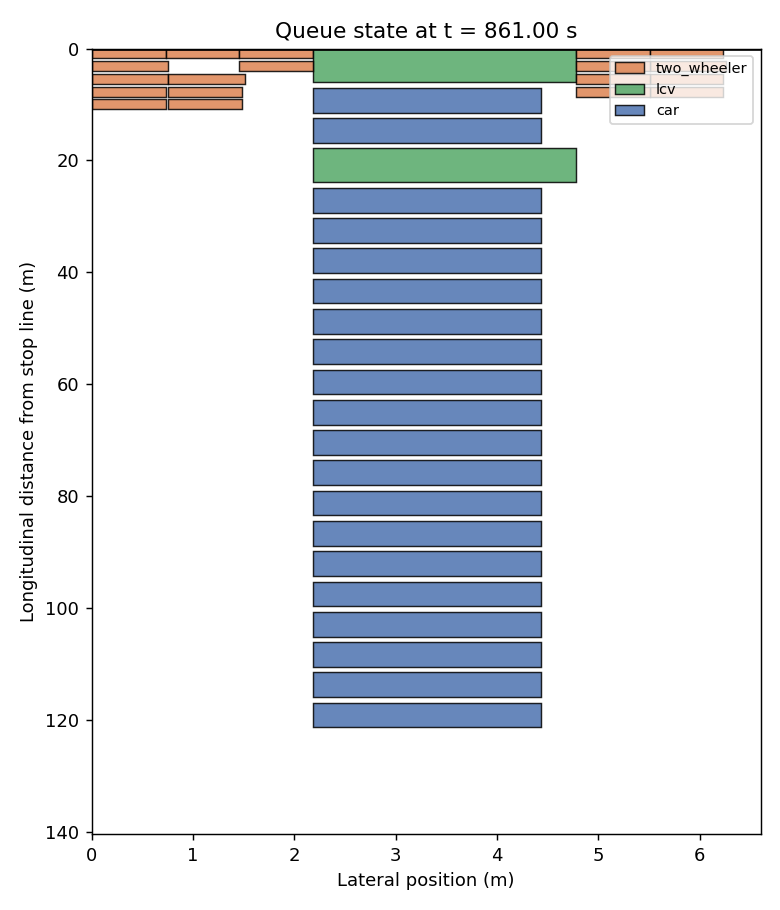 Queue state at t = 861.00 s
two_wheeler
lcv
car
0
20
40
60
80
100
120
140
Longitudinal distance from stop line (m)
0 1 2 3 4 5 6
Lateral position (m)